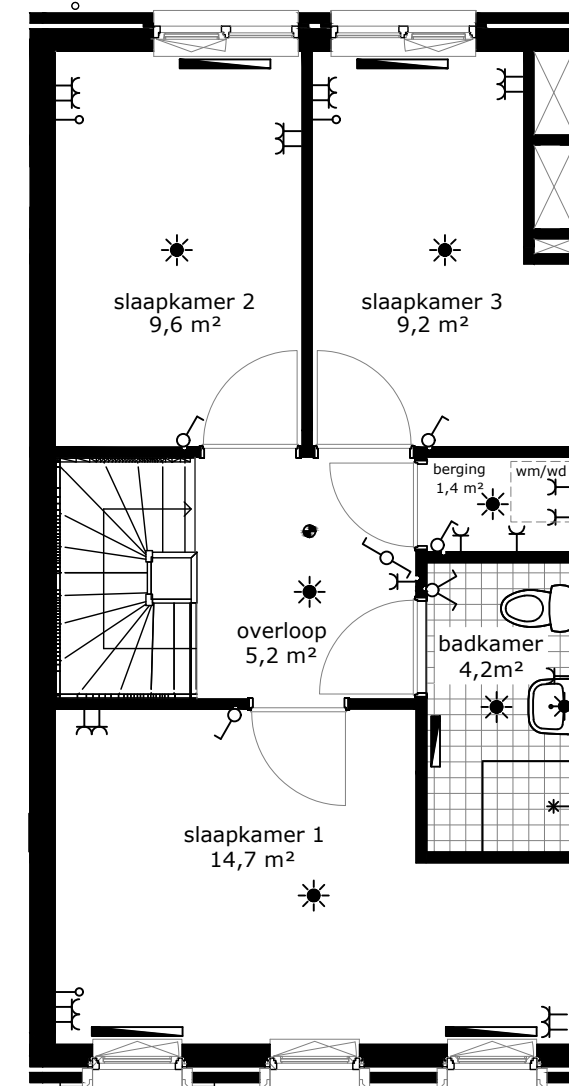 slaapkamer 2
9,6 m²
slaapkamer 3
9,2 m²
berging
1,4 m²
wm/wd
overloop
5,2 m²
badkamer
4,2m²
slaapkamer 1
14,7 m²